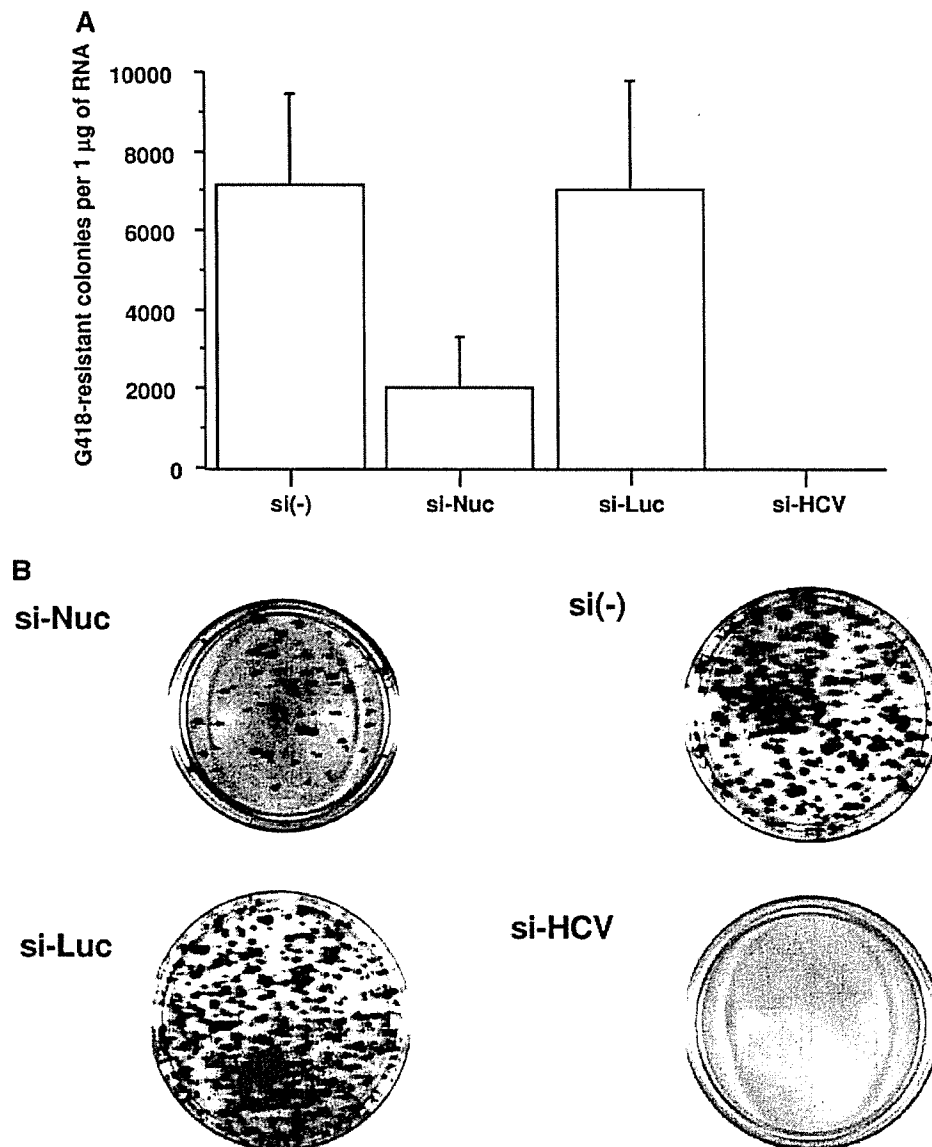 A
G418-resistant colonies per 1 µg of RNA
10000
8000
6000
4000
2000
0
si(-)
si-Nuc
si-Luc
si-HCV
B
si-Nuc
si(-)
si-Luc
si-HCV